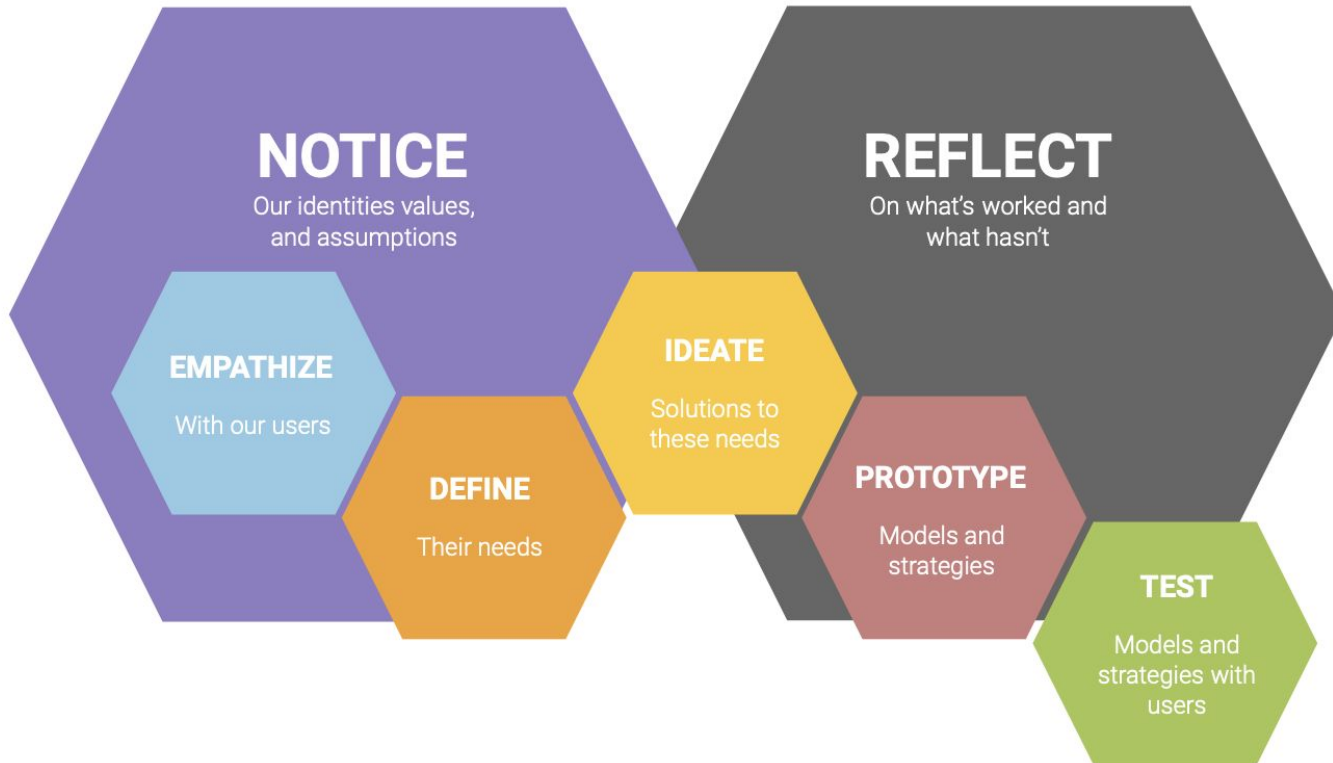 NOTICE
Our identities values,
and assumptions
REFLECT
On what's worked and
what hasn't
EMPATHIZE
With our users
DEFINE
Their needs
IDEATE
Solutions to
these needs
PROTOTYPE
Models and
strategies
TEST
Models and
strategies with
users